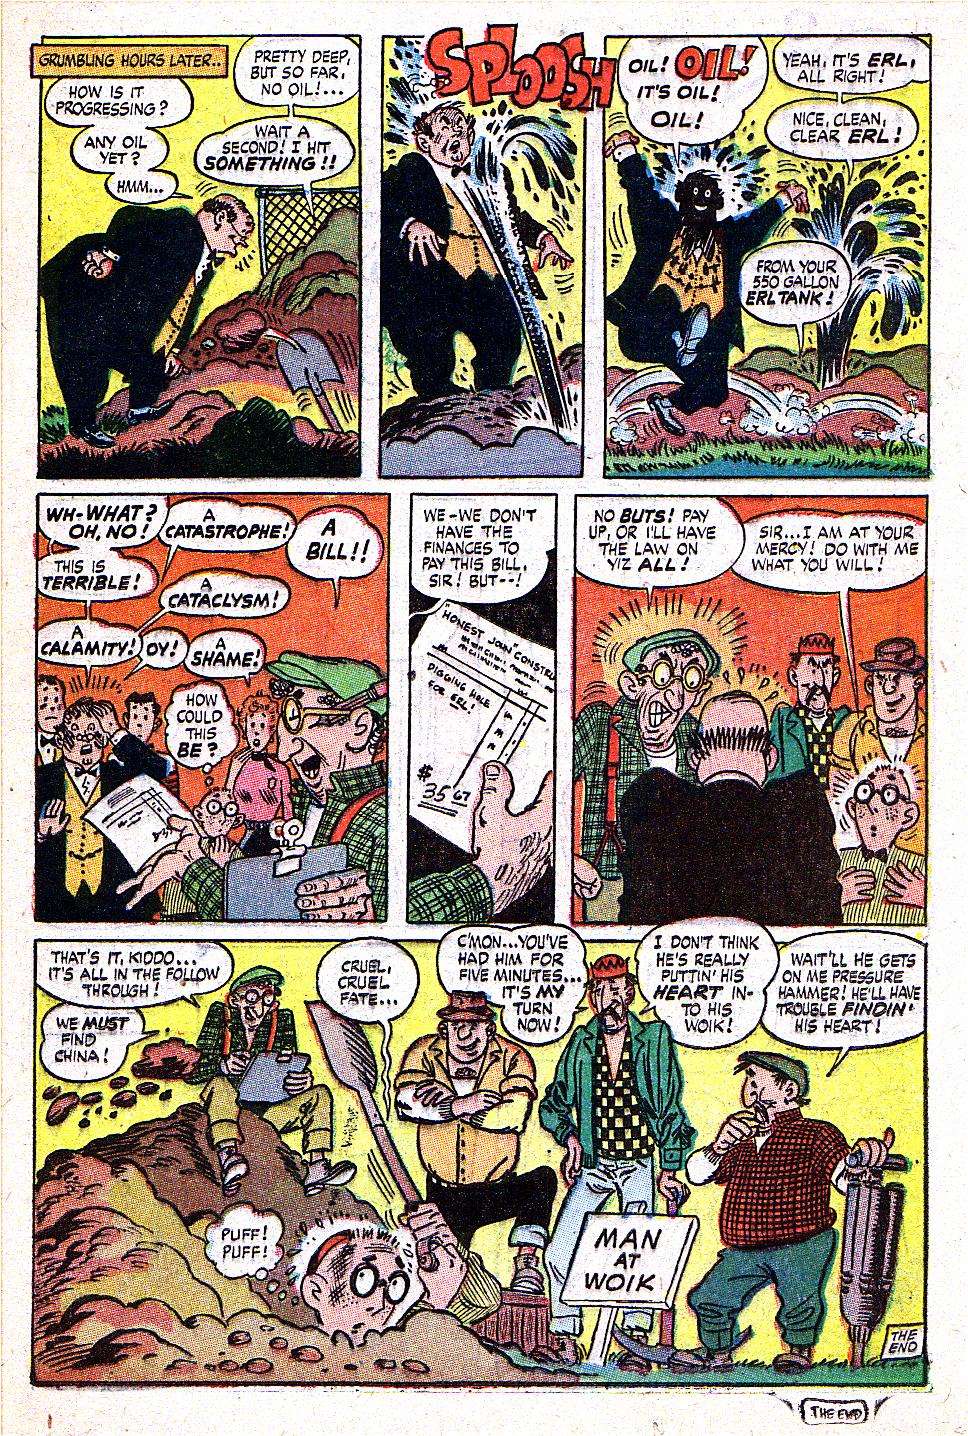 GRUMBLING HOURS LATER..
HOW IS IT
PROGRESSING?
ANY OIL
YET?
HMM...
PRETTY DEEP,
BUT SO FAR,
NO OIL!...
WAIT A
SECOND! I HIT
SOMETHING!!
SPLOOSH
OIL! OIL!
IT'S OIL!
OIL!
YEAH, IT'S ERL,
ALL RIGHT!
NICE, CLEAN,
CLEAR ERL!
FROM YOUR
550 GALLON
ERL TANK!
WH-WHAT?
OH, NO!
THIS IS
TERRIBLE!
A
CATASTROPHE!
A
CATACLYSM!
A
CALAMITY!
OY!
A
SHAME!
A
BILL!!
HOW
COULD
THIS
BE?
WE-WE DON'T
HAVE THE
FINANCES TO
PAY THIS BILL,
SIR! BUT--!
HONEST JOHN CONSTR
DIGGING HOLE
FOR ERL!
$
35 67
NO BUTS! PAY
UP, OR I'LL HAVE
THE LAW ON
YIZ ALL!
SIR...I AM AT YOUR
MERCY! DO WITH ME
WHAT YOU WILL!
THAT'S IT, KIDDO...
IT'S ALL IN THE FOLLOW
THROUGH!
WE MUST
FIND
CHINA!
CRUEL,
CRUEL
FATE...
C'MON...YOU'VE
HAD HIM FOR
FIVE MINUTES...
IT'S MY
TURN
NOW!
I DON'T THINK
HE'S REALLY
PUTTIN' HIS
HEART IN-
TO HIS
WOIK!
WAIT'LL HE GETS
ON ME PRESSURE
HAMMER! HE'LL HAVE
TROUBLE FINDIN'
HIS HEART!
PUFF!
PUFF!
MAN
AT
WOIK
THE
END
THE END